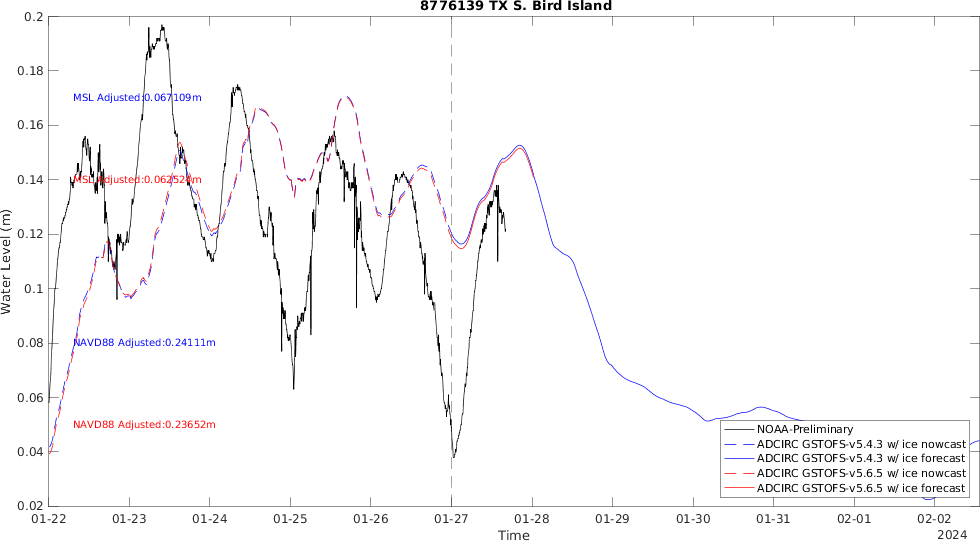 8776139 TX S. Bird Island
0.2
0.18
0.16
0.14
0.12
0.1
0.08
0.06
0.04
0.02
Water Level (m)
MSL Adjusted:0.067109m
MSL Adjusted:0.062524m
NAVD88 Adjusted:0.24111m
NAVD88 Adjusted:0.23652m
NOAA-Preliminary
ADCIRC GSTOFS-v5.4.3 w/ ice nowcast
ADCIRC GSTOFS-v5.4.3 w/ ice forecast
ADCIRC GSTOFS-v5.6.5 w/ ice nowcast
ADCIRC GSTOFS-v5.6.5 w/ ice forecast
01-22 01-23 01-24 01-25 01-26 01-27 01-28 01-29 01-30 01-31 02-01 02-02
Time
2024